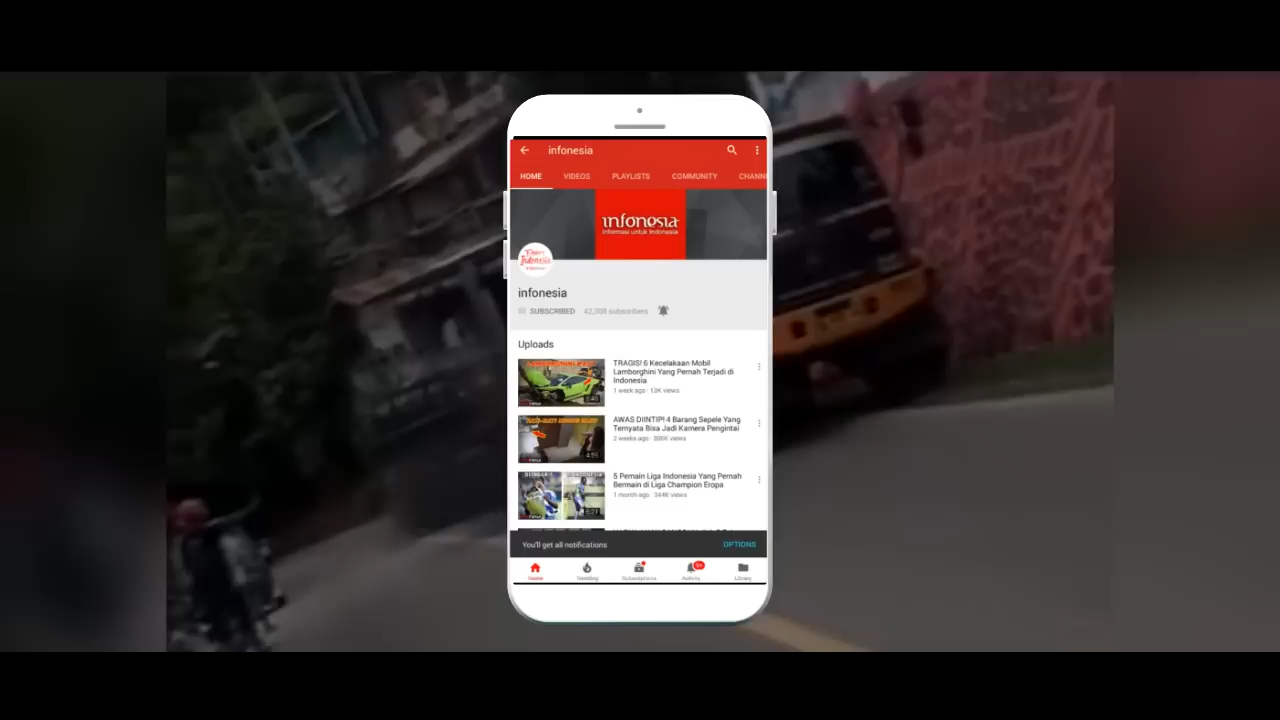 infonesia
HOME VIDEOS PLAYLISTS COMMUNITY CHANN
infonesia
Informasi untuk Indonesia
infonesia
SUBSCRIBED 42,308 subscribers
Uploads
TRAGIS! 6 Kecelakaan Mobil
Lamborghini Yang Pernah Terjadi di
Indonesia
1 week ago · 13K views
AWAS DIINTIP! 4 Barang Sepele Yang
Ternyata Bisa Jadi Kamera Pengintai
2 weeks ago · views
4:59
5 Pemain Liga Indonesia Yang Pernah
Bermain di Liga Champion Eropa
1 month ago · 344K views
You'll get all notifications OPTIONS
Home Trending Subscriptions Activity Library